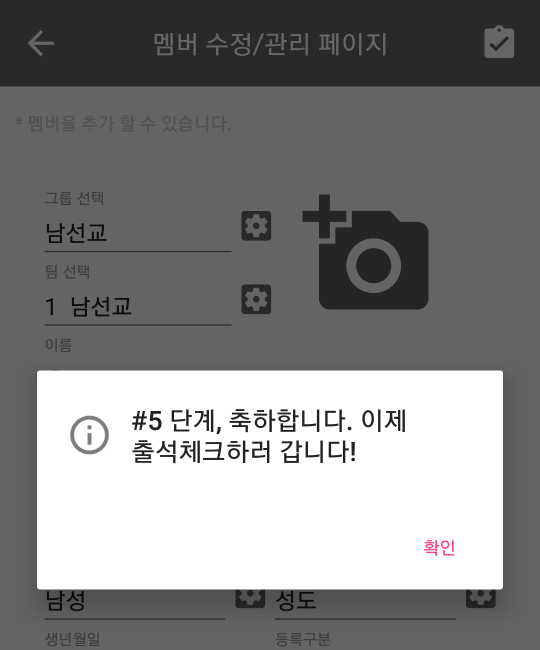 멤버 수정/관리 페이지
* 멤버을 추가 할 수 있습니다.
그룹 선택
남선교
팀 선택
1 남선교
이름
#5 단계, 축하합니다. 이제
출석체크하러 갑니다!
확인
남성 성도
생년월일 등록구분